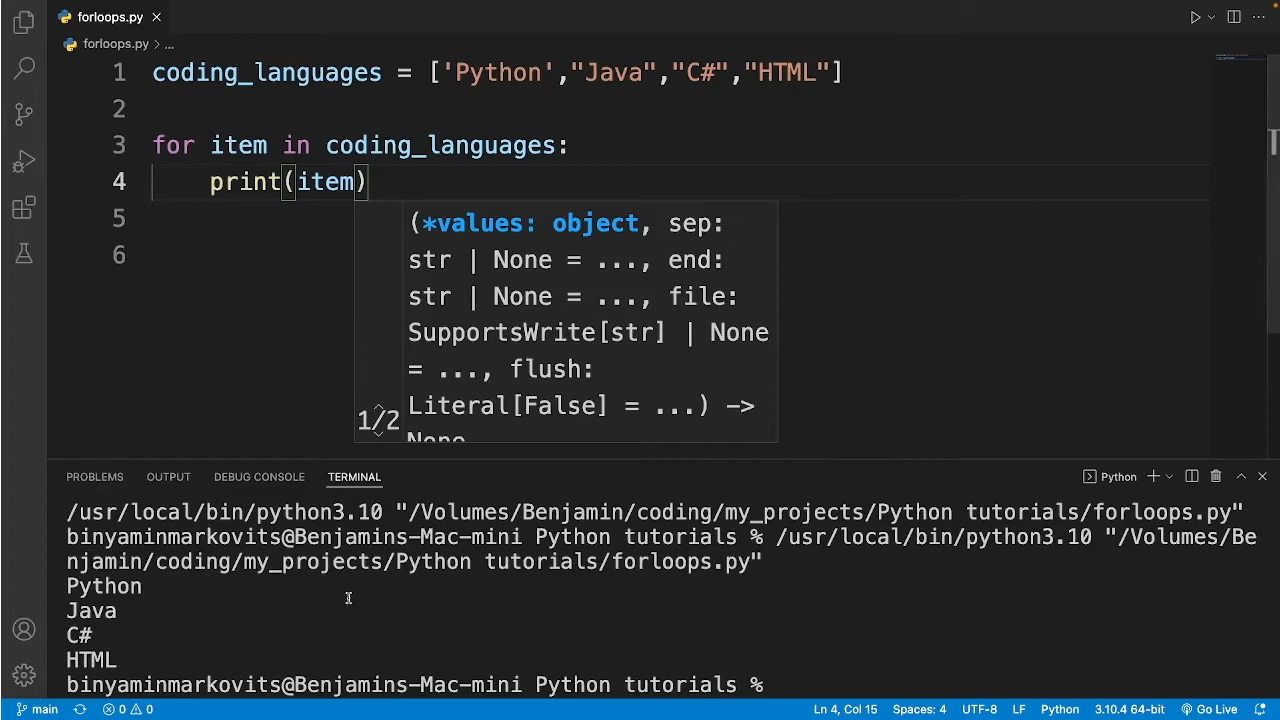 forloops.py
forloops.py > ...
1 coding_languages = ['Python',"Java","C#","HTML"]
2
3 for item in coding_languages:
4     print(item)
5
6
(*values: object, sep:
str | None = ..., end:
str | None = ..., file:
SupportsWrite[str] | None
= ..., flush:
Literal[False] = ...) ->
None
1/2
PROBLEMS OUTPUT DEBUG CONSOLE TERMINAL Python
/usr/local/bin/python3.10 "/Volumes/Benjamin/coding/my_projects/Python tutorials/forloops.py"
binyaminmarkovits@Benjamins-Mac-mini Python tutorials % /usr/local/bin/python3.10 "/Volumes/Be
njamin/coding/my_projects/Python tutorials/forloops.py"
Python
Java
C#
HTML
binyaminmarkovits@Benjamins-Mac-mini Python tutorials %
main 0 0 Ln 4, Col 15 Spaces: 4 UTF-8 LF Python 3.10.4 64-bit Go Live